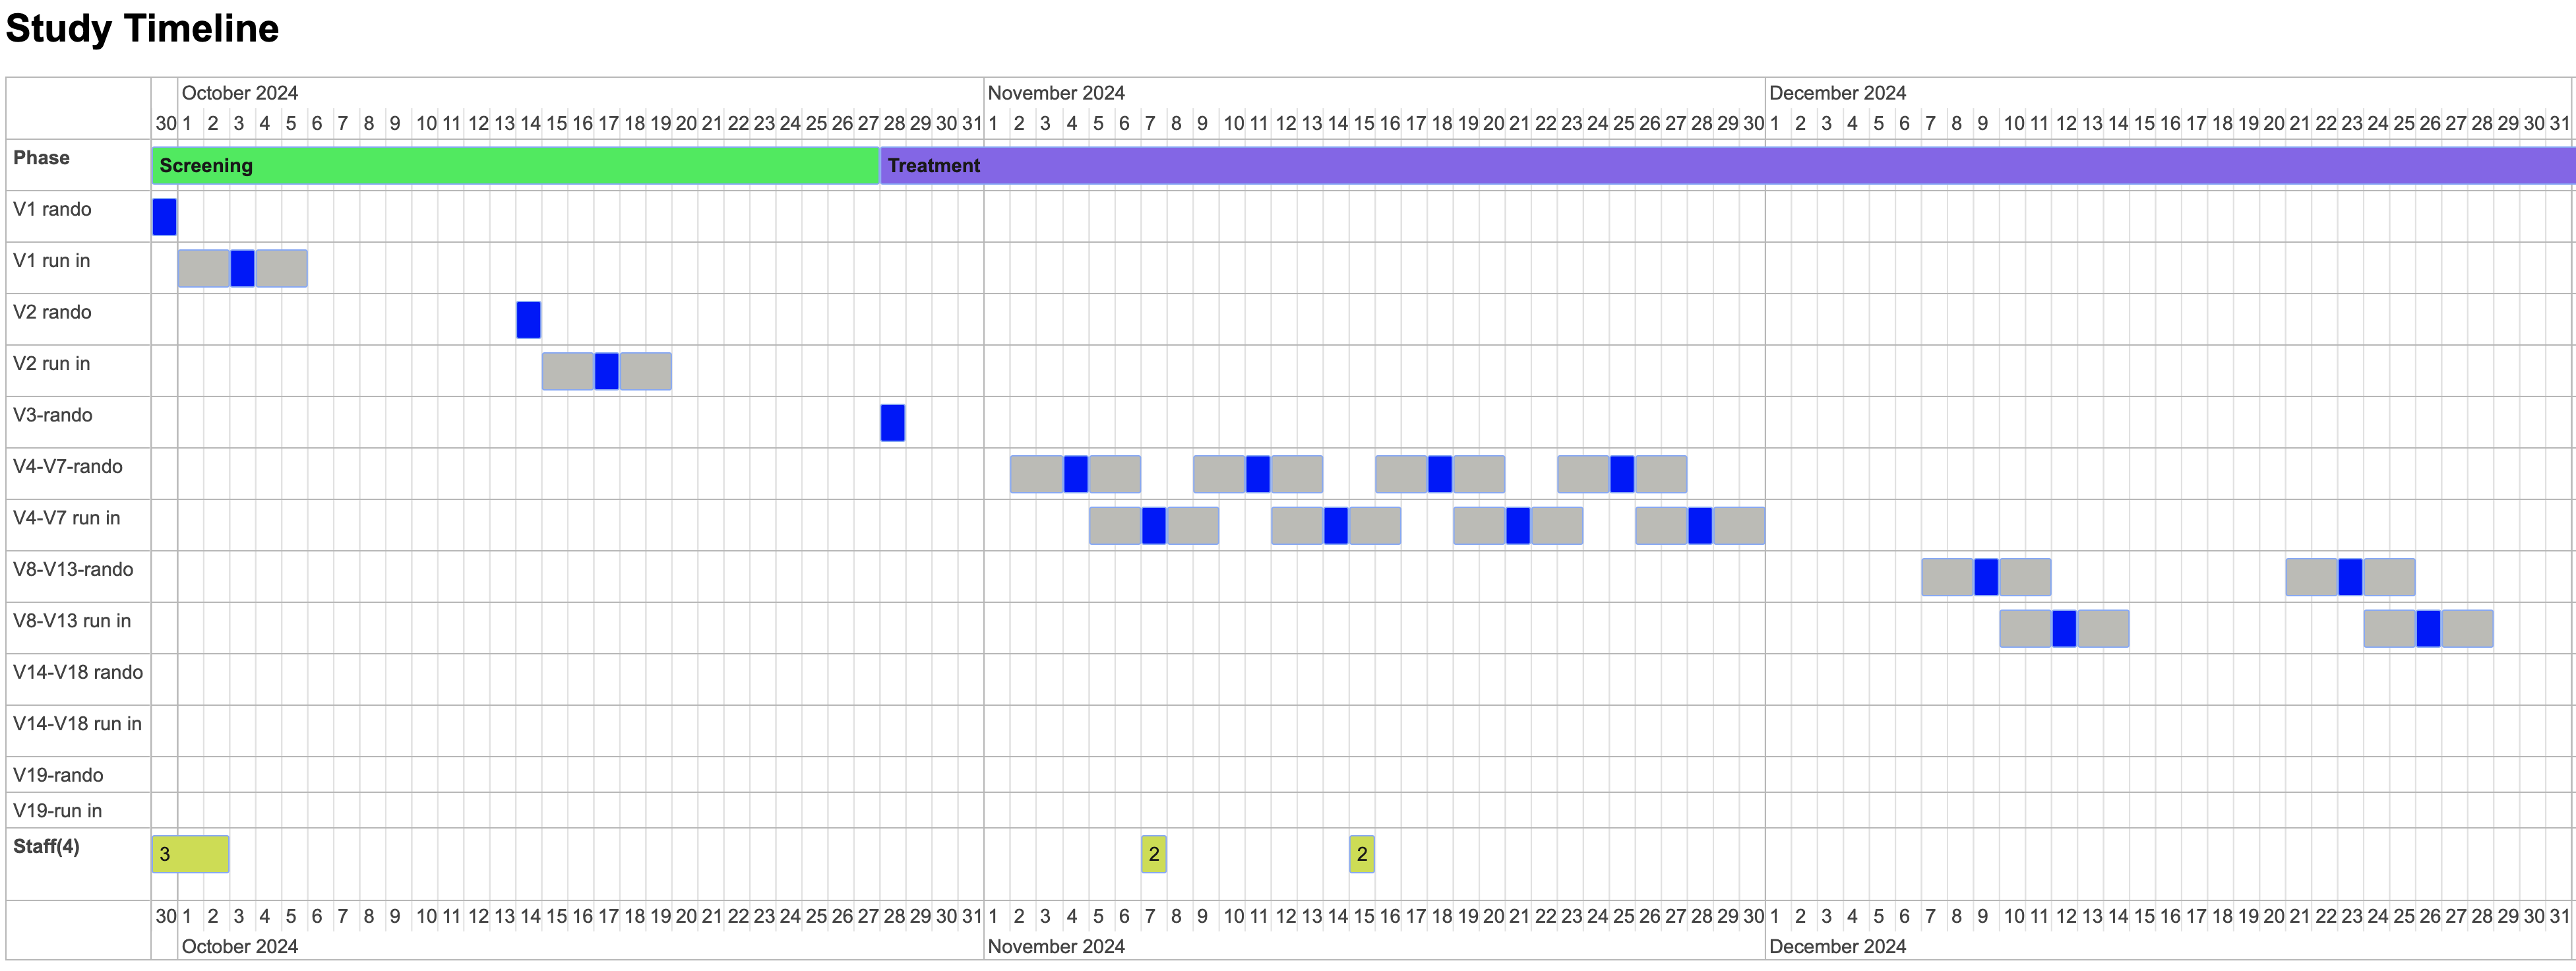 Study Timeline
October 2024 November 2024 December 2024
30 1 2 3 4 5 6 7 8 9 10 11 12 13 14 15 16 17 18 19 20 21 22 23 24 25 26 27 28 29 30 31 1 2 3 4 5 6 7 8 9 10 11 12 13 14 15 16 17 18 19 20 21 22 23 24 25 26 27 28 29 30 1 2 3 4 5 6 7 8 9 10 11 12 13 14 15 16 17 18 19 20 21 22 23 24 25 26 27 28 29 30 31
Phase Screening Treatment
V1 rando
V1 run in
V2 rando
V2 run in
V3-rando
V4-V7-rando
V4-V7 run in
V8-V13-rando
V8-V13 run in
V14-V18 rando
V14-V18 run in
V19-rando
V19-run in
Staff(4) 3 2 2
30 1 2 3 4 5 6 7 8 9 10 11 12 13 14 15 16 17 18 19 20 21 22 23 24 25 26 27 28 29 30 31 1 2 3 4 5 6 7 8 9 10 11 12 13 14 15 16 17 18 19 20 21 22 23 24 25 26 27 28 29 30 1 2 3 4 5 6 7 8 9 10 11 12 13 14 15 16 17 18 19 20 21 22 23 24 25 26 27 28 29 30 31
October 2024 November 2024 December 2024